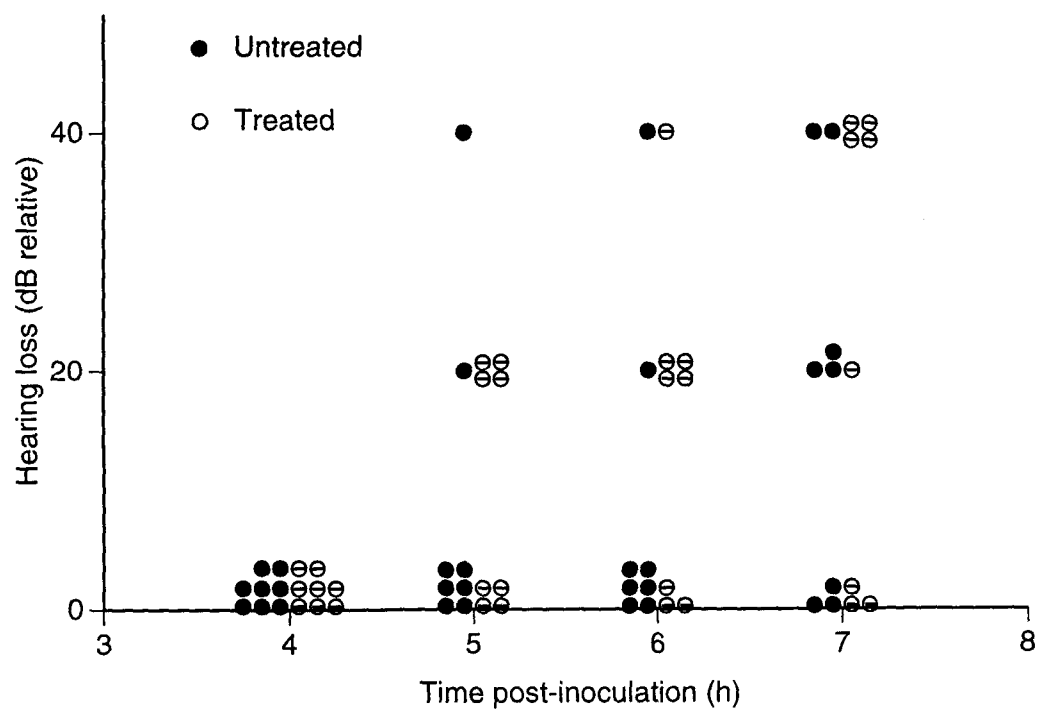 Untreated
Treated
40
20
0
3 4 5 6 7 8
Hearing loss (dB relative)
Time post-inoculation (h)